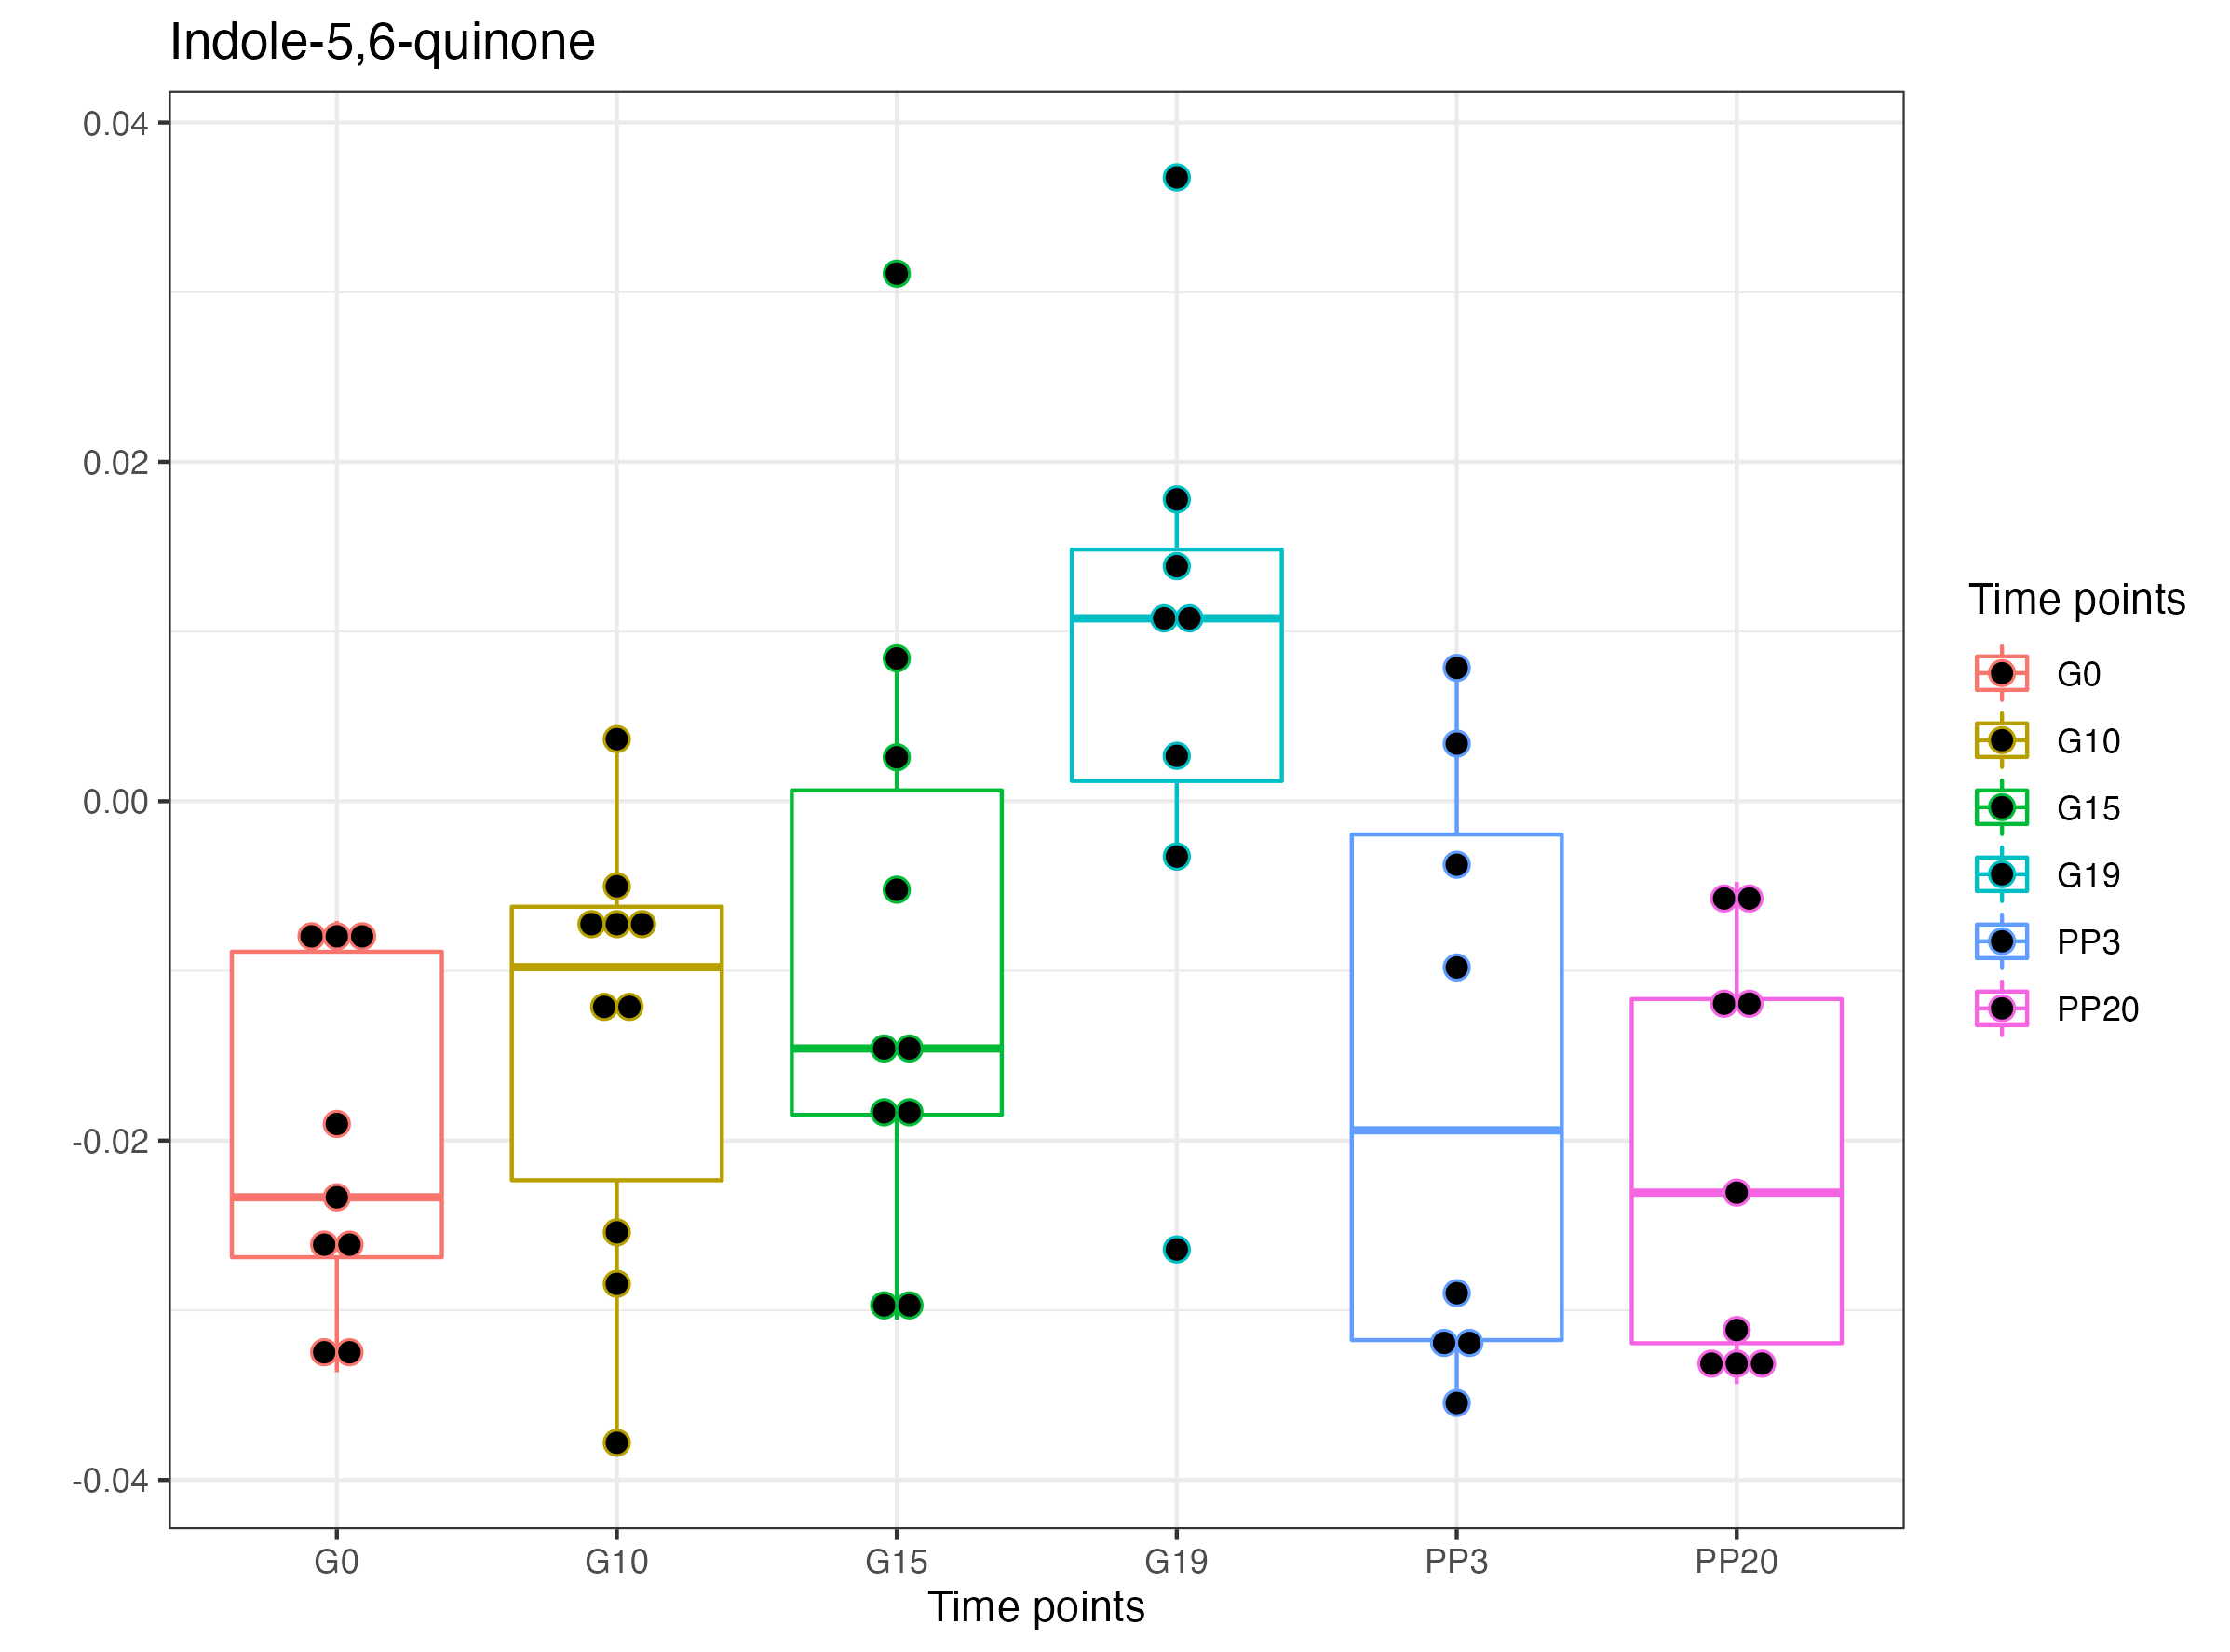 Indole-5,6-quinone
0.04
0.02
0.00
-0.02
-0.04
G0 G10 G15 G19 PP3 PP20
Time points
Time points
G0
G10
G15
G19
PP3
PP20